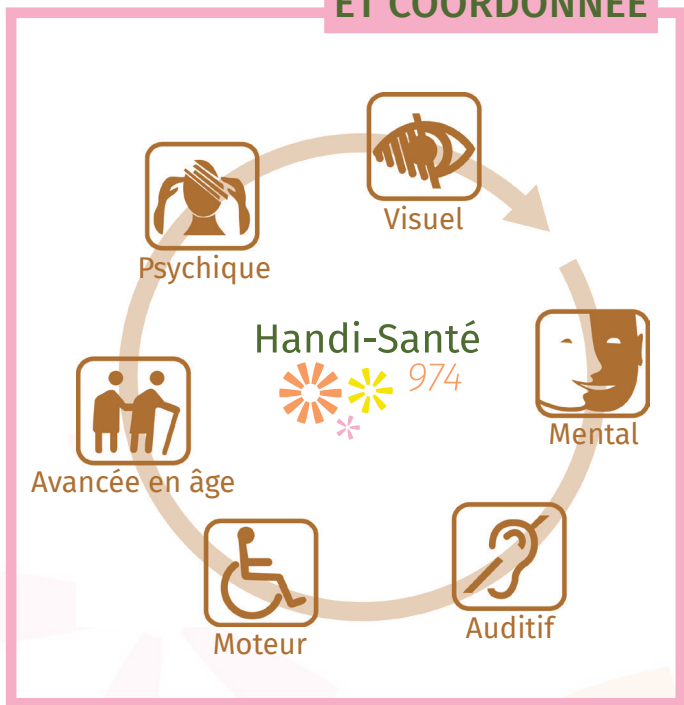 ET COORDONNÉE
Visuel
Psychique
Handi-Santé
974
Mental
Avancée en âge
Auditif
Moteur